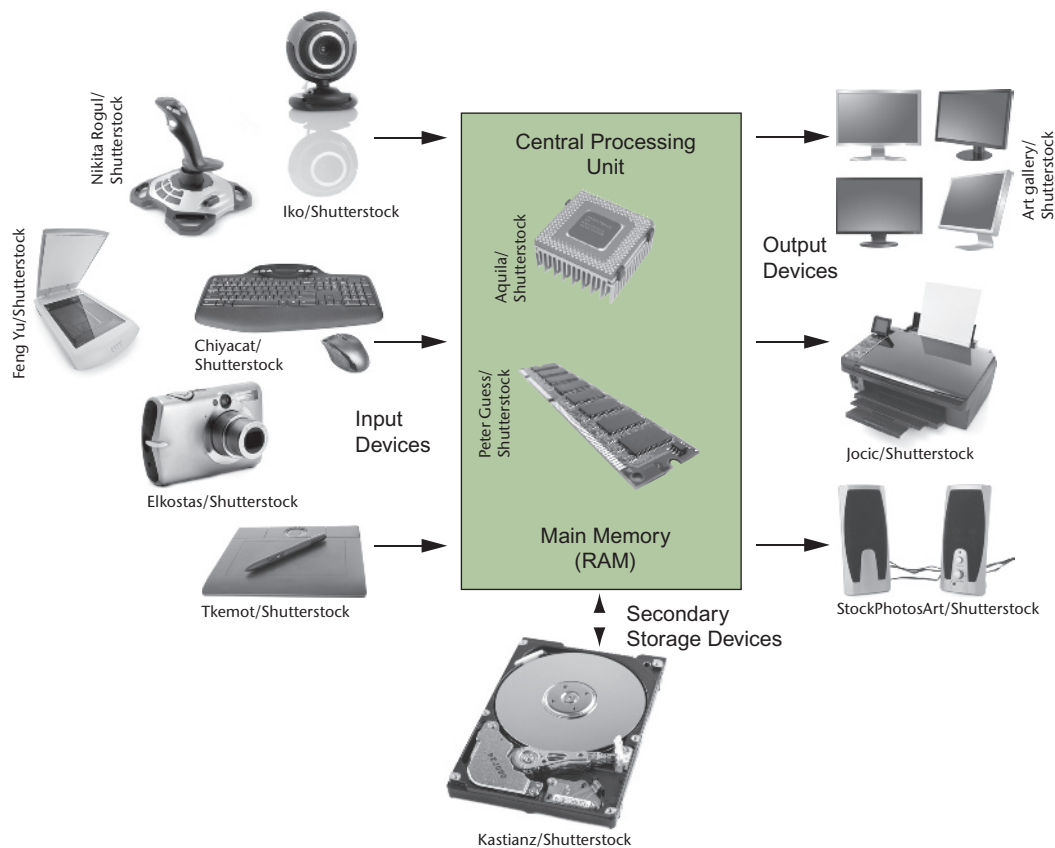 Nikita Rogul/
Shutterstock
Iko/Shutterstock
Feng Yu/Shutterstock
Chiyacat/
Shutterstock
Input
Devices
Elkostas/Shutterstock
Tkemot/Shutterstock
Central Processing
Unit
Aquila/
Shutterstock
Peter Guess/
Shutterstock
Main Memory
(RAM)
Output
Devices
Art gallery/
Shutterstock
Jocic/Shutterstock
StockPhotosArt/Shutterstock
Secondary
Storage Devices
Kastianz/Shutterstock